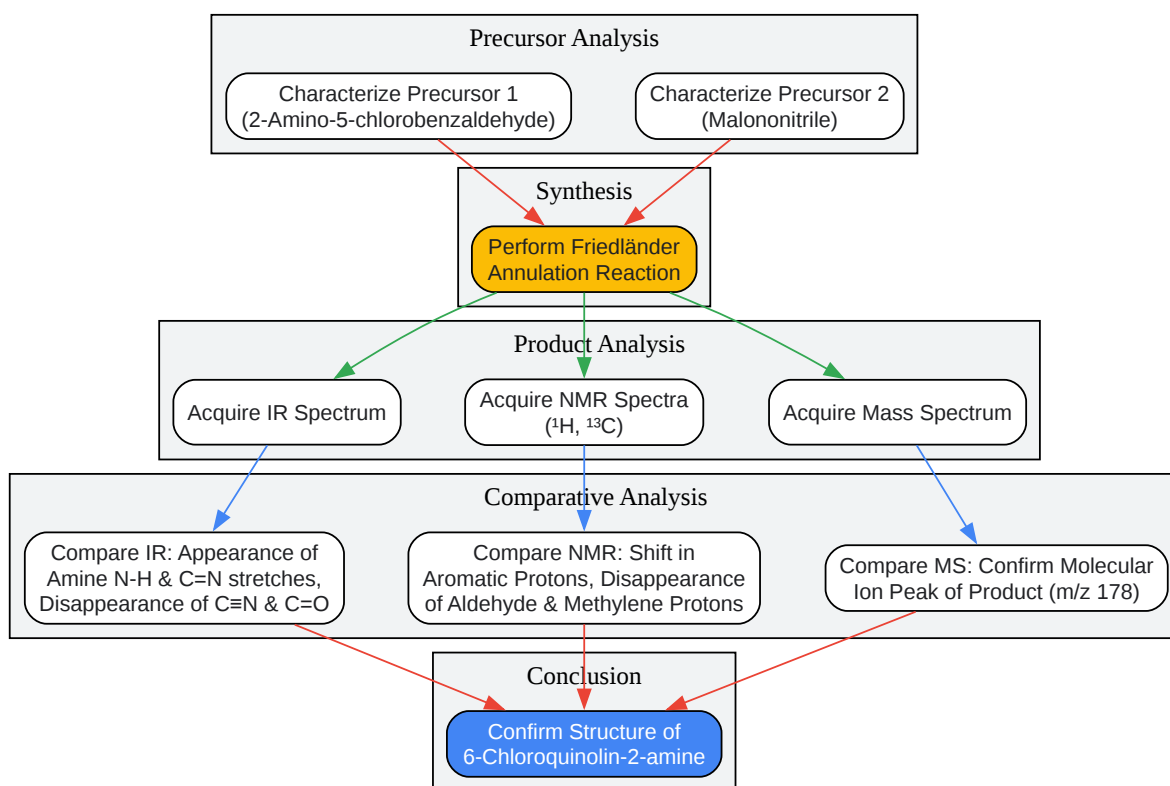 Precursor Analysis
Characterize Precursor 1
(2-Amino-5-chlorobenzaldehyde)
Characterize Precursor 2
(Malononitrile)
Synthesis
Perform Friedländer
Annulation Reaction
Product Analysis
Acquire IR Spectrum
Acquire NMR Spectra
(¹H, ¹³C)
Acquire Mass Spectrum
Comparative Analysis
Compare IR: Appearance of
Amine N-H & C=N stretches,
Disappearance of C≡N & C=O
Compare NMR: Shift in
Aromatic Protons, Disappearance
of Aldehyde & Methylene Protons
Compare MS: Confirm Molecular
Ion Peak of Product (m/z 178)
Conclusion
Confirm Structure of
6-Chloroquinolin-2-amine